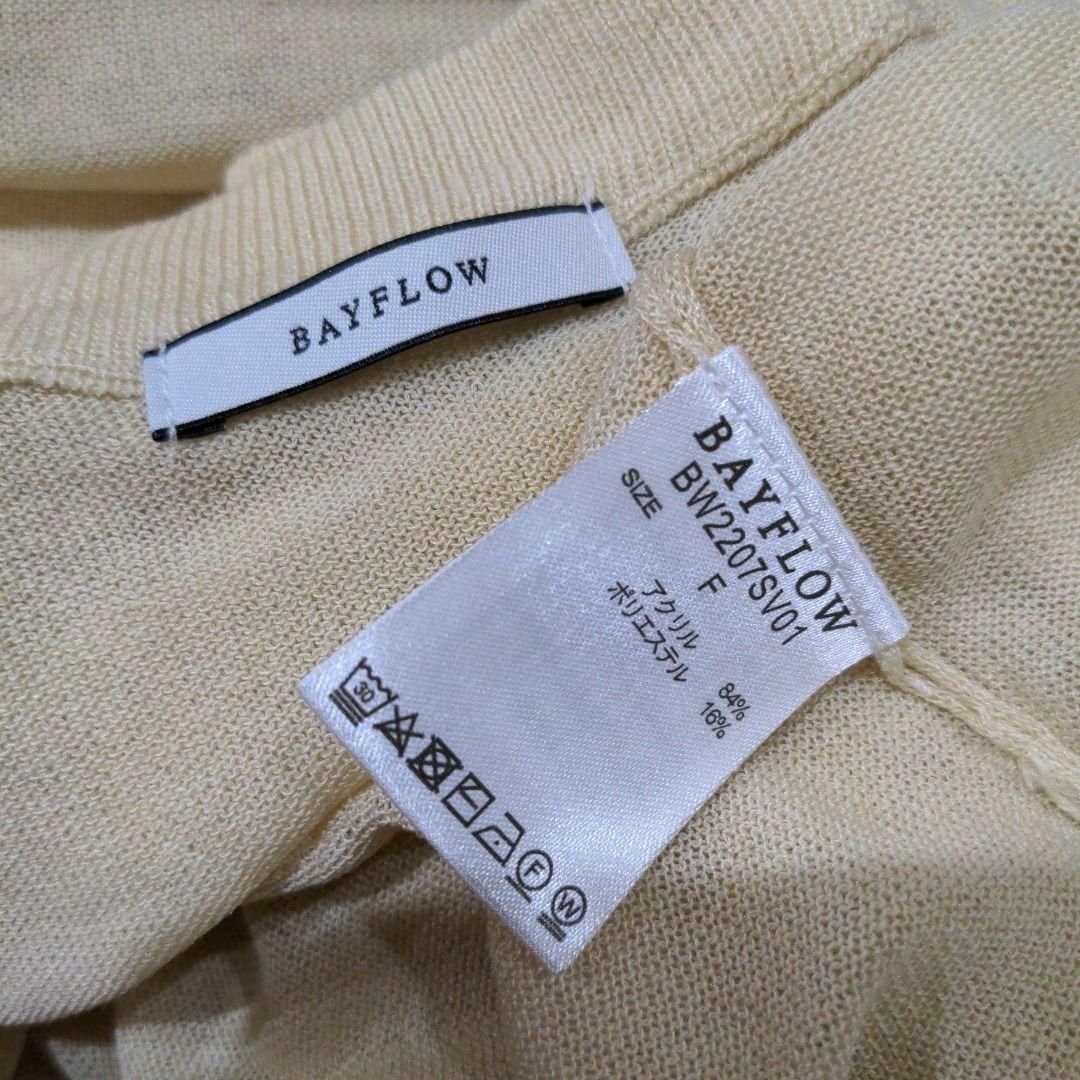 BAYFLOW
BAYFLOW
BW2207SV01
SIZE F
アクリル 84%
ポリエステル 16%
30
F
W